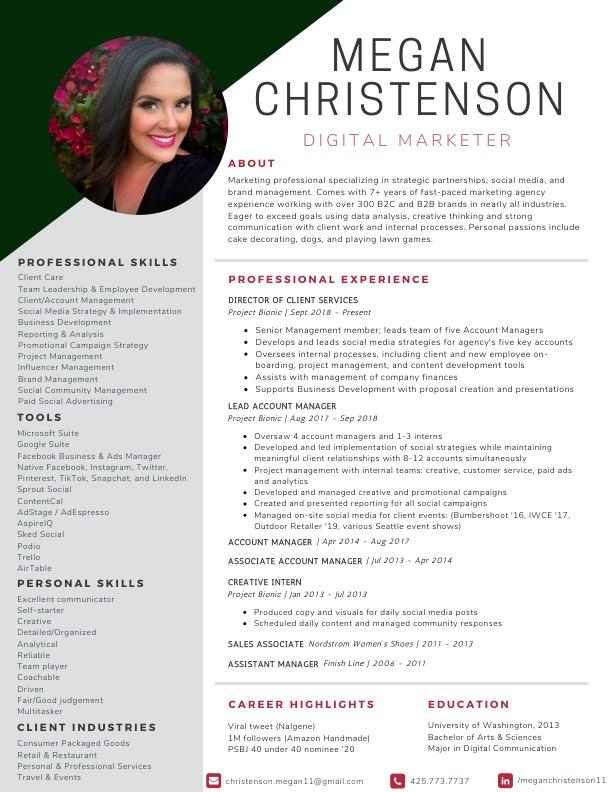 MEGAN
CHRISTENSON
DIGITAL MARKETER
ABOUT
Marketing professional specializing in strategic partnerships, social media, and
brand management. Comes with 7+ years of fast-paced marketing agency
experience working with over 300 B2C and B2B brands in nearly all industries.
Eager to exceed goals using data analysis, creative thinking and strong
communication with client work and internal processes. Personal passions include
cake decorating, dogs, and playing lawn games.
PROFESSIONAL SKILLS
Client Care
Team Leadership & Employee Development
Client/Account Management
Social Media Strategy & Implementation
Business Development
Reporting & Analysis
Promotional Campaign Strategy
Project Management
Influencer Management
Brand Management
Social Community Management
Paid Social Advertising
TOOLS
Microsoft Suite
Google Suite
Facebook Business & Ads Manager
Native Facebook, Instagram, Twitter,
Pinterest, TikTok, Snapchat, and LinkedIn
Sprout Social
ContentCal
AdStage / AdEspresso
AspireIQ
Sked Social
Podio
Trello
AirTable
PERSONAL SKILLS
Excellent communicator
Self-starter
Creative
Detailed/Organized
Analytical
Reliable
Team player
Coachable
Driven
Fair/Good judgement
Multitasker
CLIENT INDUSTRIES
Consumer Packaged Goods
Retail & Restaurant
Personal & Professional Services
Travel & Events
PROFESSIONAL EXPERIENCE
DIRECTOR OF CLIENT SERVICES
Project Bionic | Sept 2018 - Present
• Senior Management member; leads team of five Account Managers
• Develops and leads social media strategies for agency's five key accounts
• Oversees internal processes, including client and new employee on-
boarding, project management, and content development tools
• Assists with management of company finances
• Supports Business Development with proposal creation and presentations
LEAD ACCOUNT MANAGER
Project Bionic | Aug 2017 - Sep 2018
• Oversaw 4 account managers and 1-3 interns
• Developed and led implementation of social strategies while maintaining
meaningful client relationships with 8-12 accounts simultaneously
• Project management with internal teams: creative, customer service, paid ads
and analytics
• Developed and managed creative and promotional campaigns
• Created and presented reporting for all social campaigns
• Managed on-site social media for client events: (Bumbershoot '16, IWCE '17,
Outdoor Retailer '19, various Seattle event shows)
ACCOUNT MANAGER | Apr 2014 - Aug 2017
ASSOCIATE ACCOUNT MANAGER | Jul 2013 - Apr 2014
CREATIVE INTERN
Project Bionic | Jan 2013 - Jul 2013
• Produced copy and visuals for daily social media posts
• Scheduled daily content and managed community responses
SALES ASSOCIATE Nordstrom Women's Shoes | 2011 - 2013
ASSISTANT MANAGER Finish Line | 2006 - 2011
CAREER HIGHLIGHTS
Viral tweet (Nalgene)
1M followers (Amazon Handmade)
PSBJ 40 under 40 nominee '20
EDUCATION
University of Washington, 2013
Bachelor of Arts & Sciences
Major in Digital Communication
christenson.megan11@gmail.com
425.773.7737
in /meganchristenson11